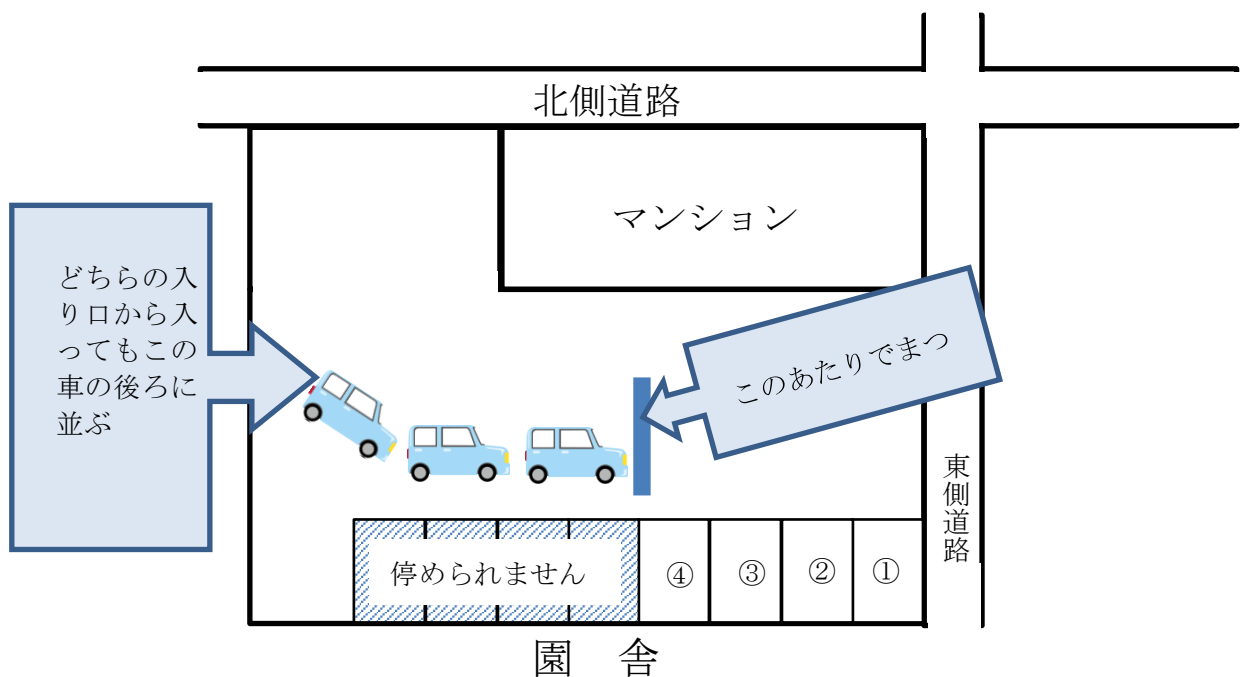 北側道路
マンション
どちらの入
り口から入
ってもこの
車の後ろに
並ぶ
このあたりでまつ
東側道路
停められません
④
③
②
①
園 舎